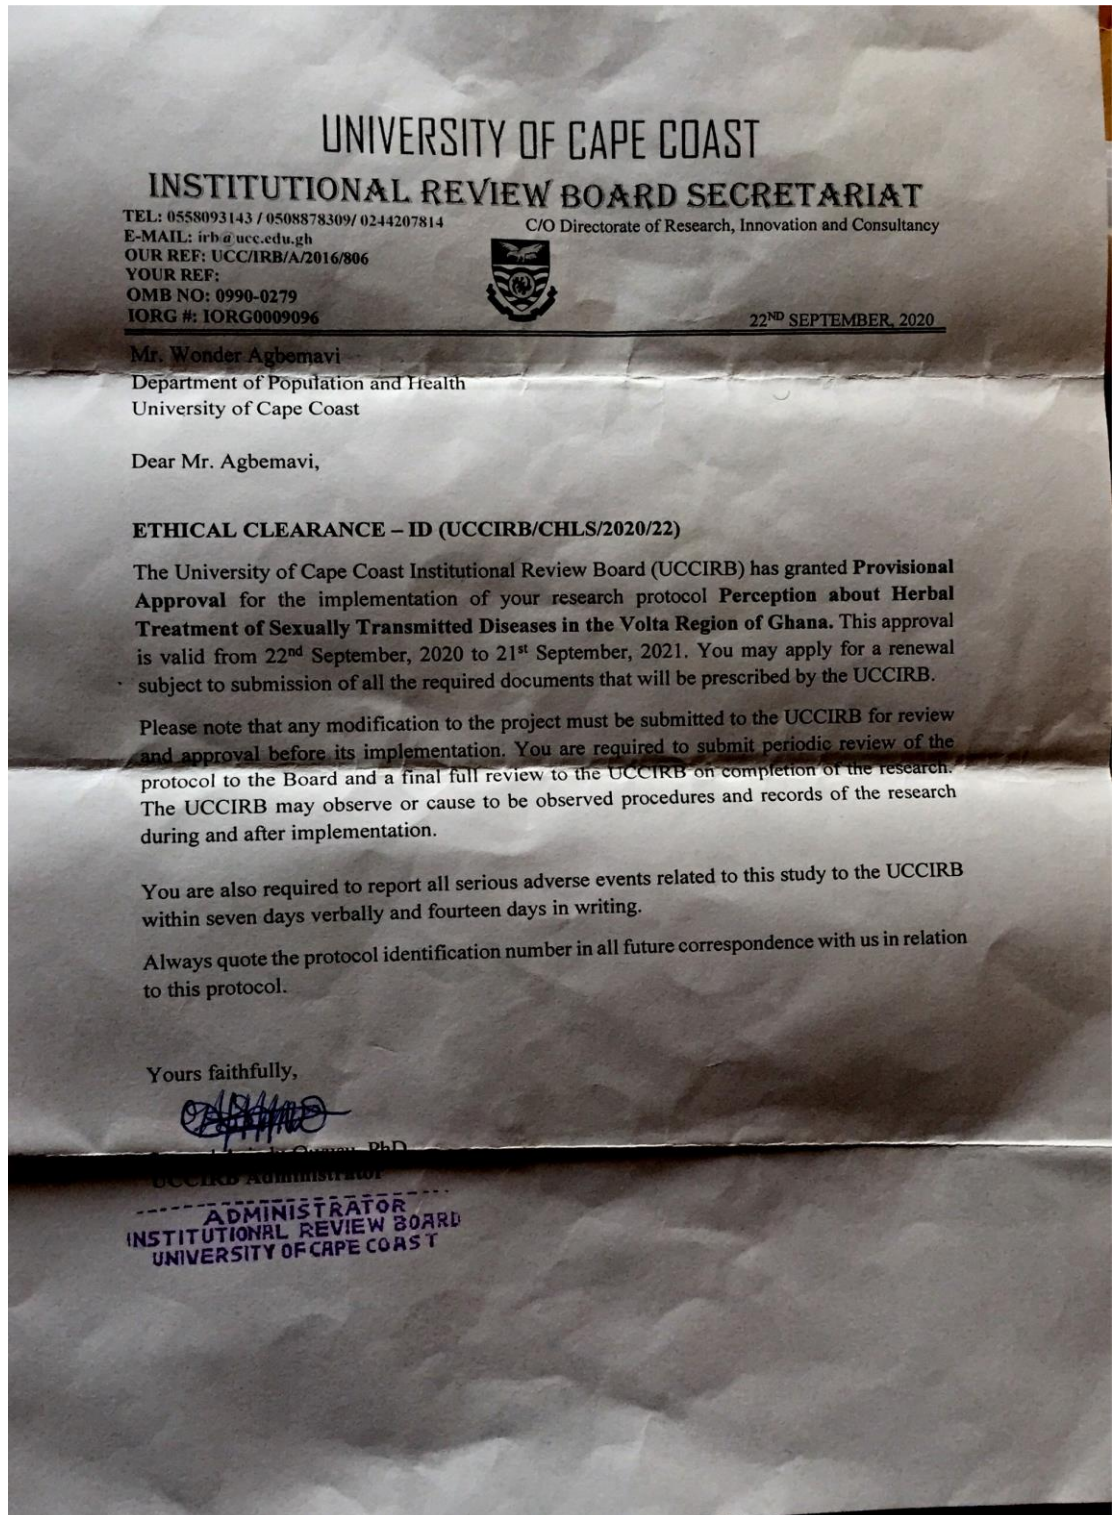 UNIVERSITY OF CAPE COAST
INSTITUTIONAL REVIEW BOARD SECRETARIAT
TEL: 0558093143 / 0508878309/ 0244207814
C/O Directorate of Research, Innovation and Consultancy
E-MAIL: irb@ucc.edu.gh
OUR REF: UCC/IRB/A/2016/806
YOUR REF:
OMB NO: 0990-0279
IORG #: IORG0009096
22ND SEPTEMBER, 2020
Mr. Wonder Agbemavi
Department of Population and Health
University of Cape Coast
Dear Mr. Agbemavi,
ETHICAL CLEARANCE – ID (UCCIRB/CHLS/2020/22)
The University of Cape Coast Institutional Review Board (UCCIRB) has granted Provisional
Approval for the implementation of your research protocol Perception about Herbal
Treatment of Sexually Transmitted Diseases in the Volta Region of Ghana. This approval
is valid from 22nd September, 2020 to 21st September, 2021. You may apply for a renewal
subject to submission of all the required documents that will be prescribed by the UCCIRB.
Please note that any modification to the project must be submitted to the UCCIRB for review
and approval before its implementation. You are required to submit periodic review of the
protocol to the Board and a final full review to the UCCIRB on completion of the research.
The UCCIRB may observe or cause to be observed procedures and records of the research
during and after implementation.
You are also required to report all serious adverse events related to this study to the UCCIRB
within seven days verbally and fourteen days in writing.
Always quote the protocol identification number in all future correspondence with us in relation
to this protocol.
Yours faithfully,
PhD
UCCIRB Administrator
ADMINISTRATOR
INSTITUTIONAL REVIEW BOARD
UNIVERSITY OF CAPE COAST